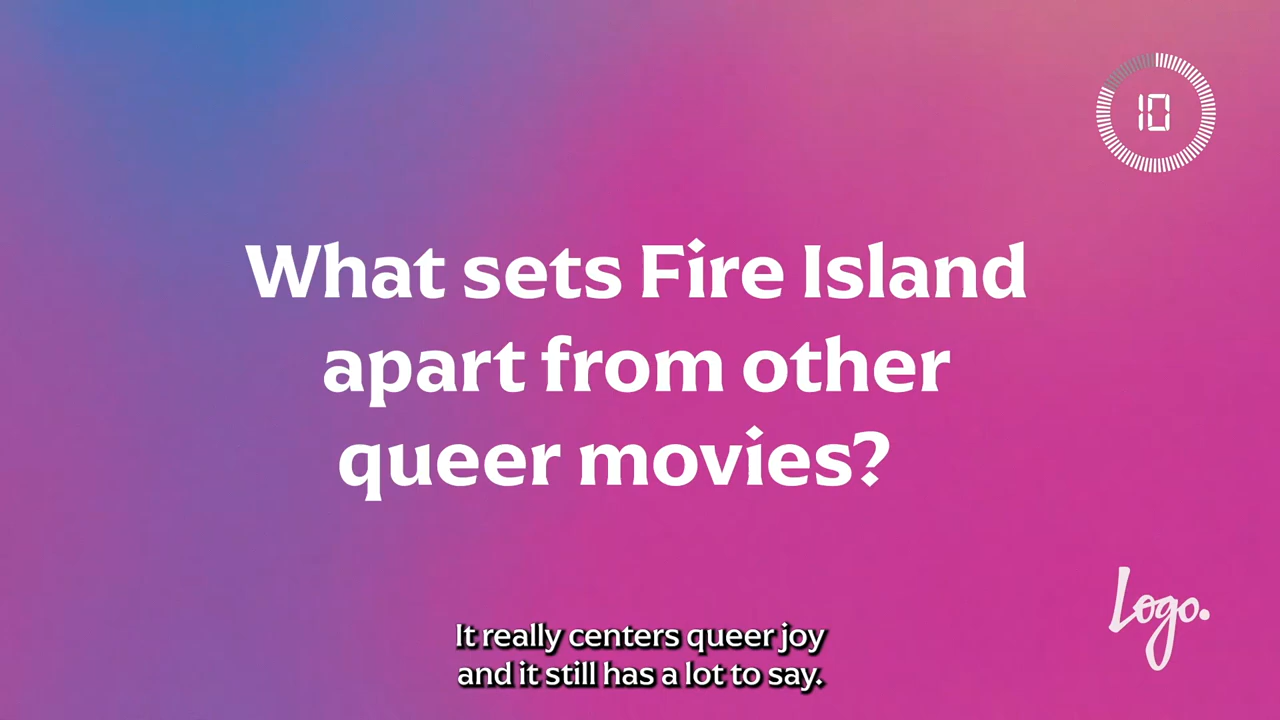 10
What sets Fire Island
apart from other
queer movies?
Logo.
It really centers queer joy
and it still has a lot to say.